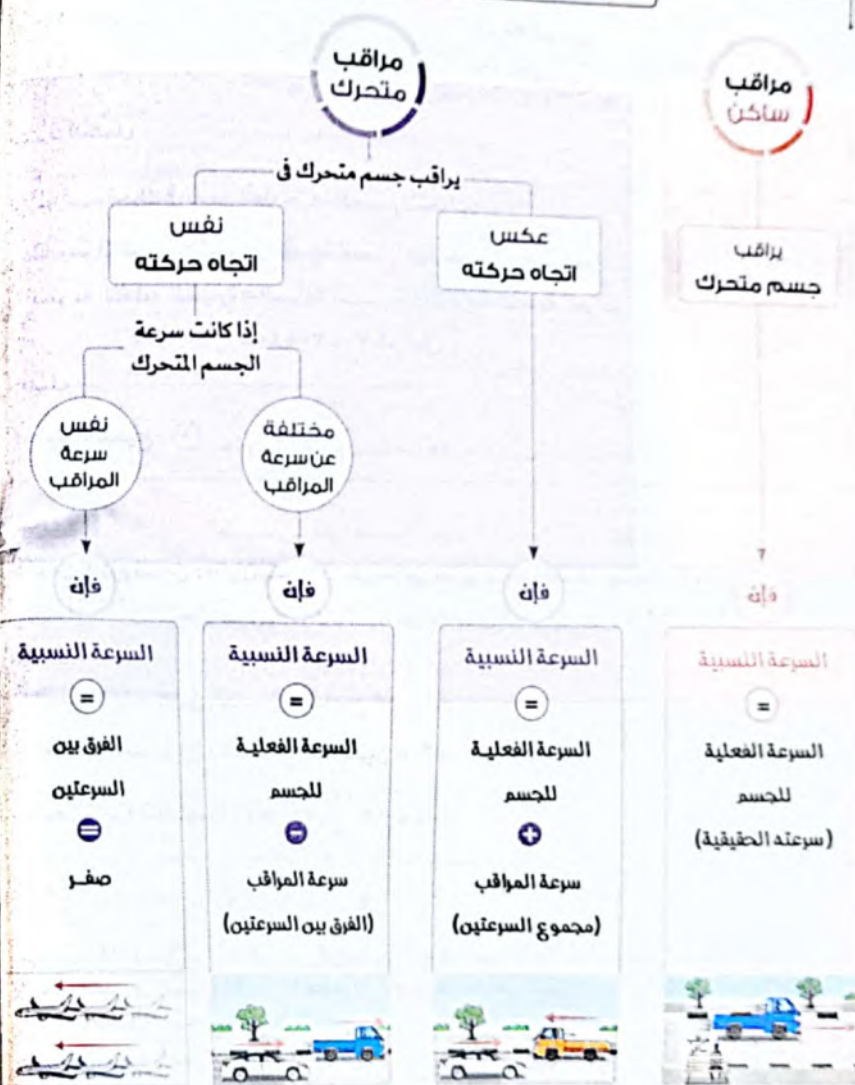 مراقب
ساكن
يراقب
جسم متحرك
فإن
السرعة النسبية
=
السرعة الفعلية
للجسم
(سرعته الحقيقية)
مراقب
متحرك
يراقب جسم متحرك فى
عكس
اتجاه حركته
فإن
السرعة النسبية
=
السرعة الفعلية
للجسم
+
سرعة المراقب
(مجموع السرعتين)
نفس
اتجاه حركته
إذا كانت سرعة
الجسم المتحرك
مختلفة
عن سرعة
المراقب
فإن
السرعة النسبية
=
السرعة الفعلية
للجسم
-
سرعة المراقب
(الفرق بين السرعتين)
نفس
سرعة
المراقب
فإن
السرعة النسبية
=
الفرق بين
السرعتين
=
صفر